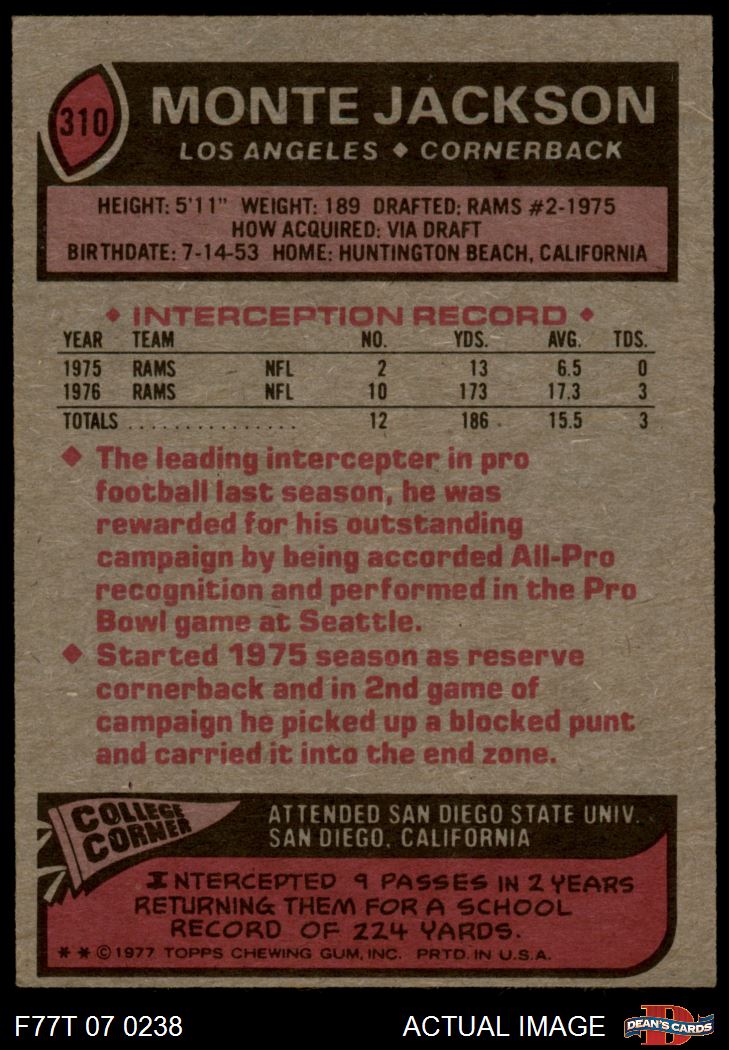 310
MONTE JACKSON
LOS ANGELES ◆ CORNERBACK
HEIGHT: 5'11" WEIGHT: 189 DRAFTED: RAMS #2-1975
HOW ACQUIRED: VIA DRAFT
BIRTHDATE: 7-14-53 HOME: HUNTINGTON BEACH, CALIFORNIA
◆ INTERCEPTION RECORD ◆
YEAR TEAM NO. YDS. AVG. TDS.
1975 RAMS NFL 2 13 6.5 0
1976 RAMS NFL 10 173 17.3 3
TOTALS . . . . . . . . . . . . . . . 12 186 15.5 3
◆ The leading intercepter in pro
football last season, he was
rewarded for his outstanding
campaign by being accorded All-Pro
recognition and performed in the Pro
Bowl game at Seattle.
◆ Started 1975 season as reserve
cornerback and in 2nd game of
campaign he picked up a blocked punt
and carried it into the end zone.
COLLEGE
CORNER
ATTENDED SAN DIEGO STATE UNIV.
SAN DIEGO, CALIFORNIA
INTERCEPTED 9 PASSES IN 2 YEARS
RETURNING THEM FOR A SCHOOL
RECORD OF 224 YARDS.
* * © 1977 TOPPS CHEWING GUM, INC. PRTD. IN U.S.A.
F77T 07 0238 ACTUAL IMAGE
D
DEAN'S CARDS